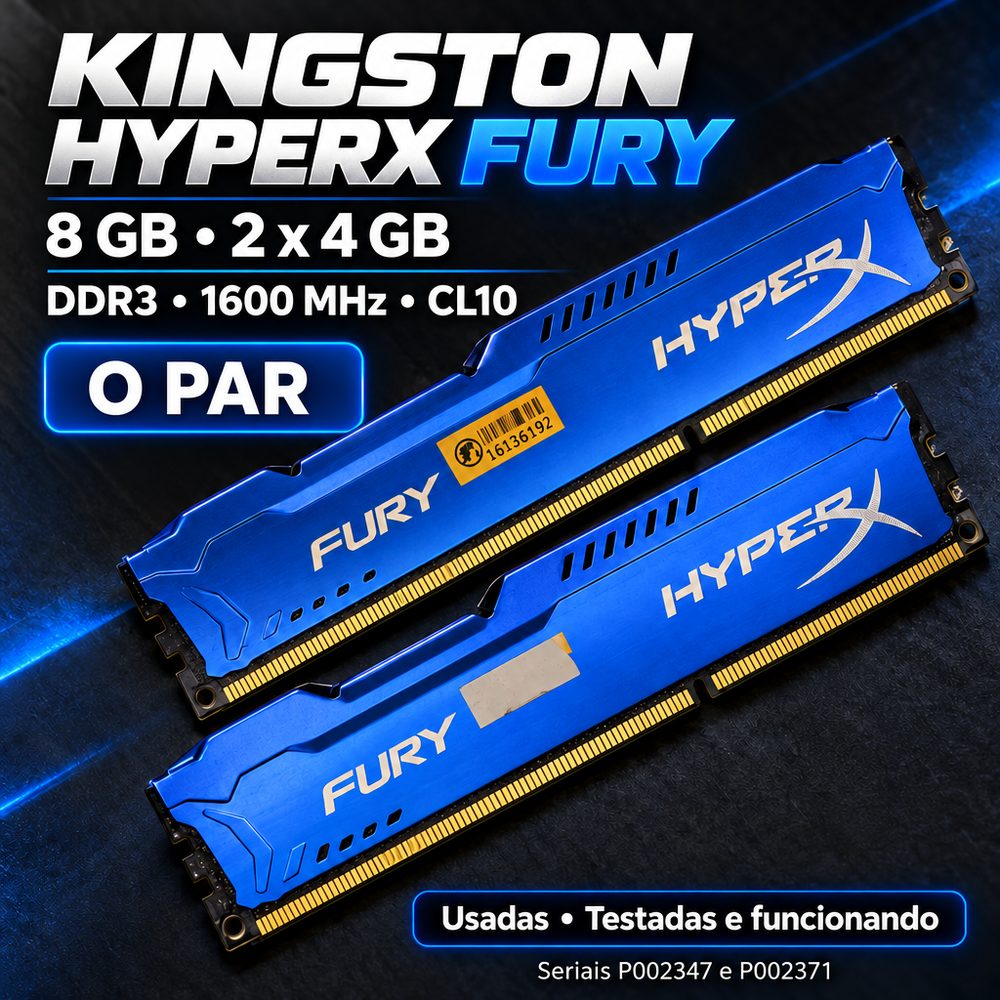 KINGSTON
HYPERX FURY
8 GB • 2 x 4 GB
DDR3 • 1600 MHz • CL10
O PAR
HYPERX
16136192
FURY
HYPERX
FURY
Usadas • Testadas e funcionando
Seriais P002347 e P002371